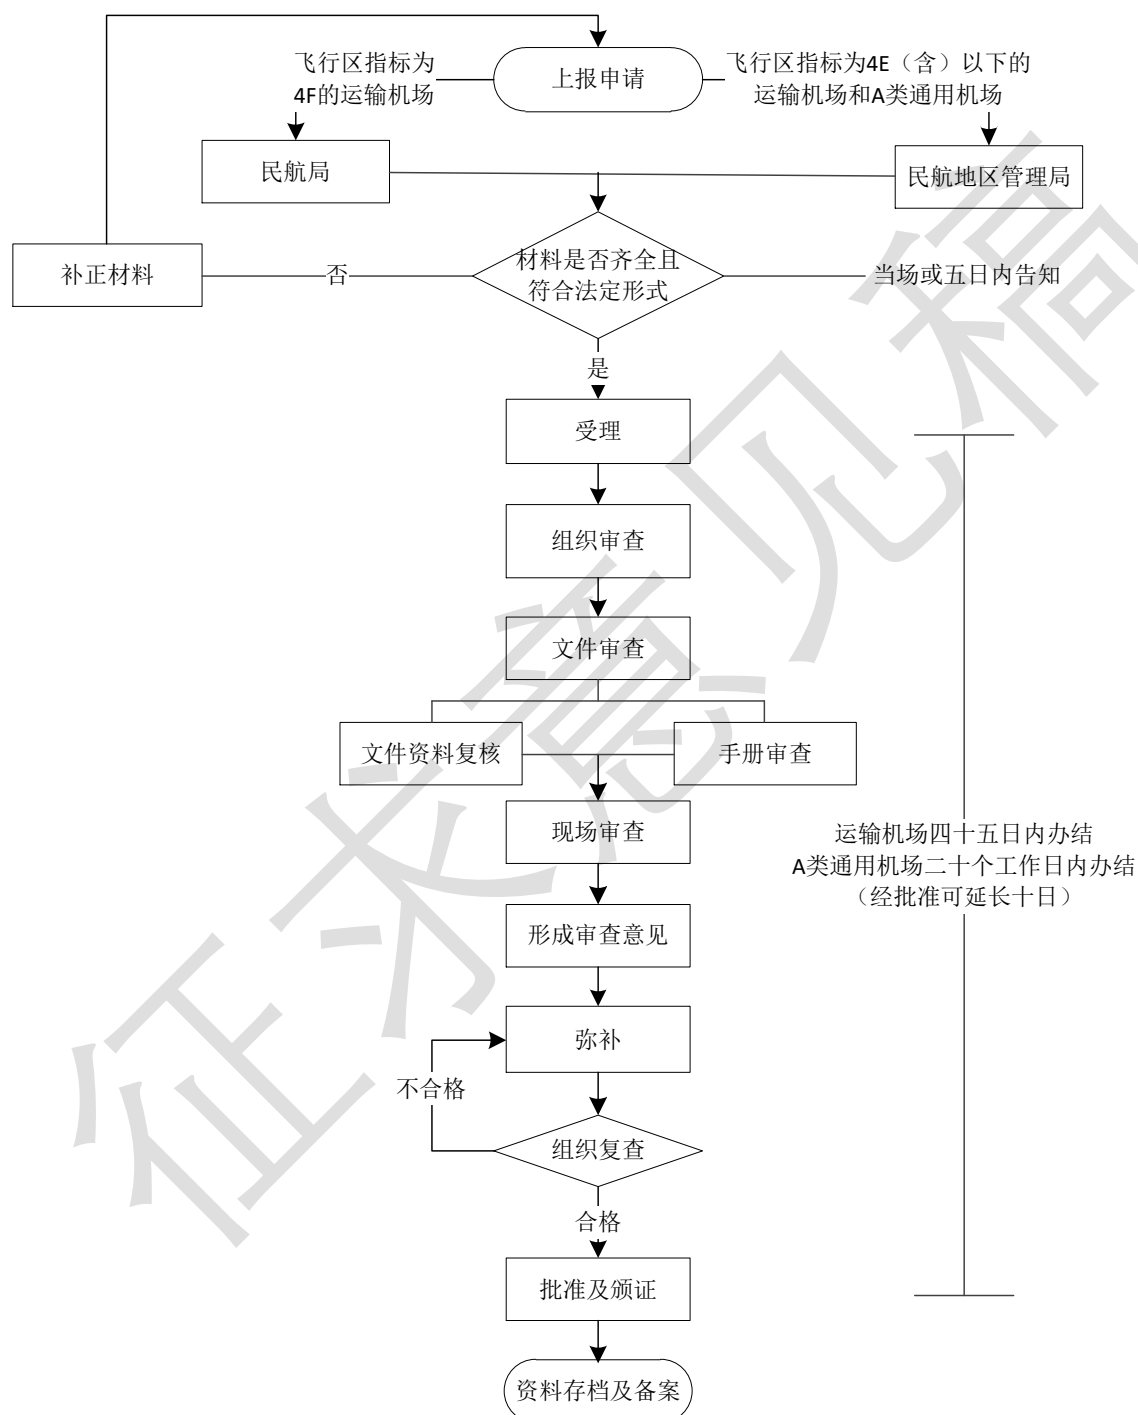 飞行区指标为
4F的运输机场
上报申请
飞行区指标为4E（含）以下的
运输机场和A类通用机场
民航局
民航地区管理局
补正材料
否
材料是否齐全且
符合法定形式
当场或五日内告知
是
受理
组织审查
文件审查
文件资料复核
手册审查
现场审查
运输机场四十五日内办结
A类通用机场二十个工作日内办结
（经批准可延长十日）
形成审查意见
弥补
不合格
组织复查
合格
批准及颁证
资料存档及备案
征求意见稿